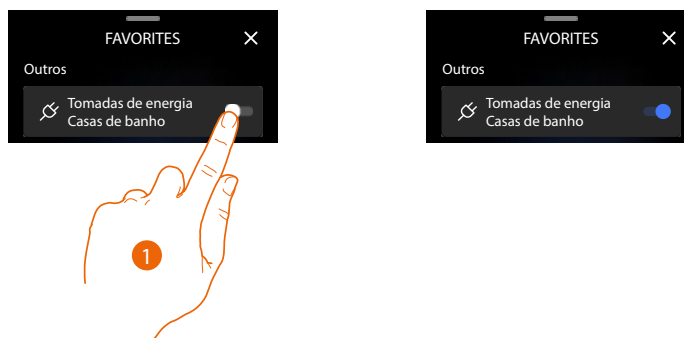 FAVORITES
Outros
Tomadas de energia
Casas de banho
1
FAVORITES
Outros
Tomadas de energia
Casas de banho